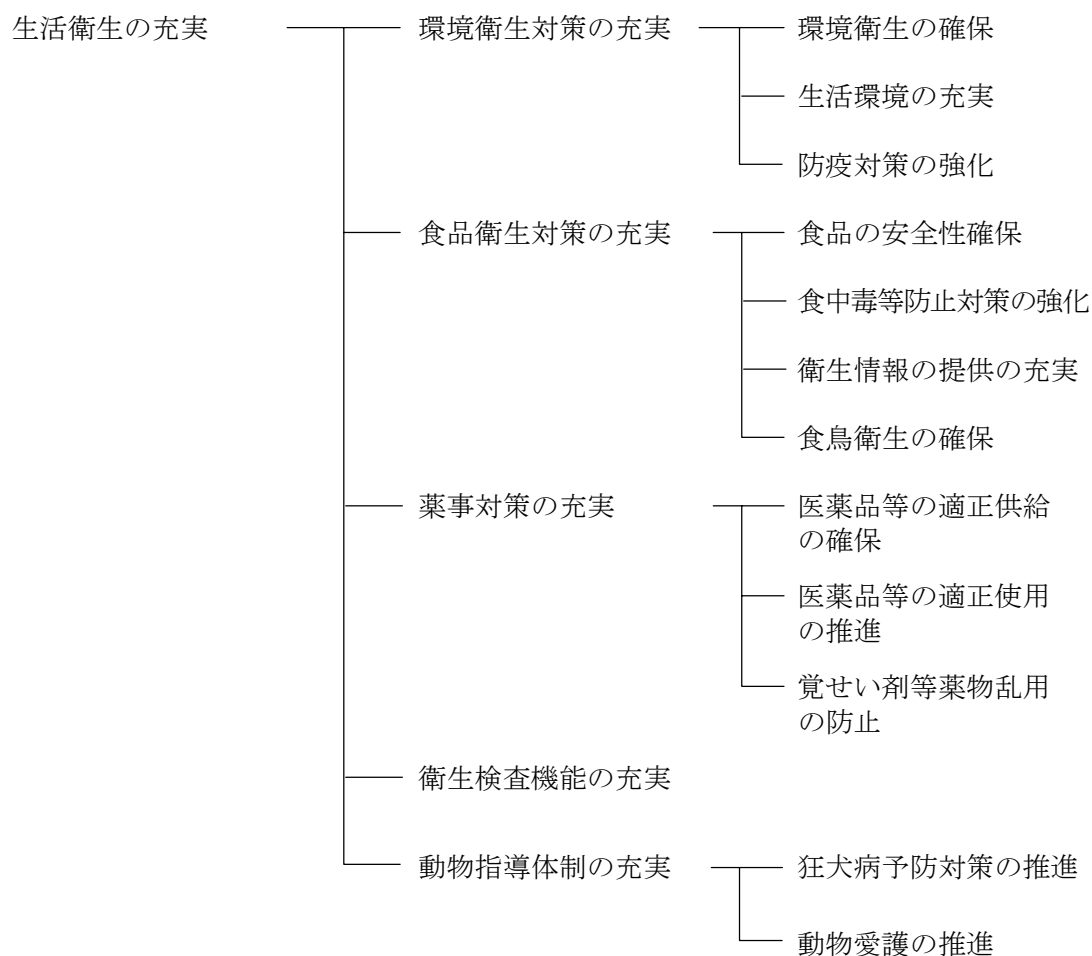 生活衛生の充実
環境衛生対策の充実
環境衛生の確保
生活環境の充実
防疫対策の強化
食品衛生対策の充実
食品の安全性確保
食中毒等防止対策の強化
衛生情報の提供の充実
食鳥衛生の確保
薬事対策の充実
医薬品等の適正供給
の確保
医薬品等の適正使用
の推進
覚せい剤等薬物乱用
の防止
衛生検査機能の充実
動物指導体制の充実
狂犬病予防対策の推進
動物愛護の推進